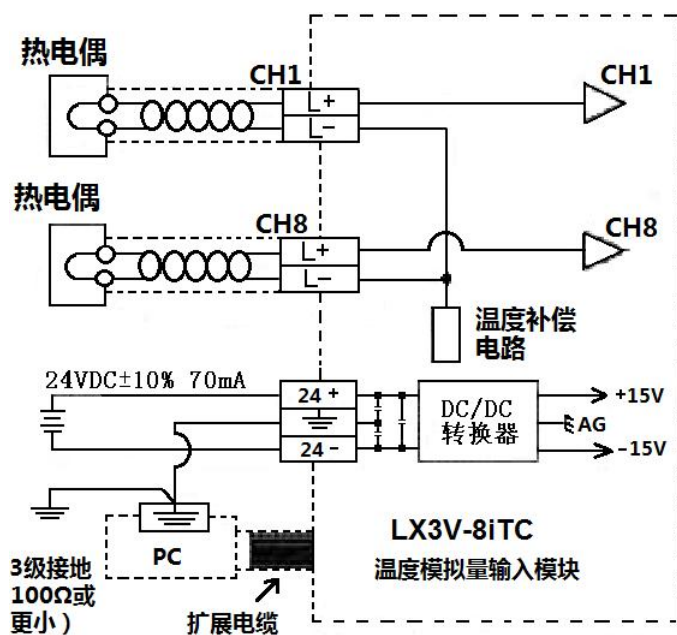 热电偶
CH1
CH1
L+
L-
热电偶
CH8
CH8
L+
L-
温度补偿
电路
24VDC±10% 70mA
24+
24-
DC/DC
转换器
+15V
AG
-15V
PC
LX3V-8iTC
温度模拟量输入模块
3级接地
100Ω或
更小）
扩展电缆